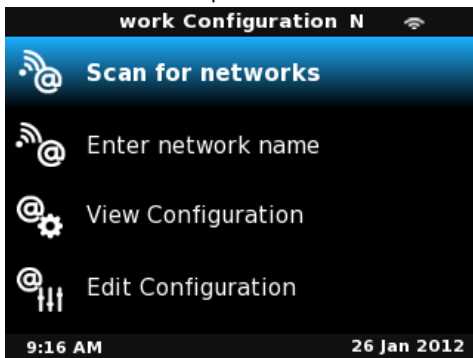 work Configuration N
Scan for networks
Enter network name
View Configuration
Edit Configuration
9:16 AM 26 Jan 2012